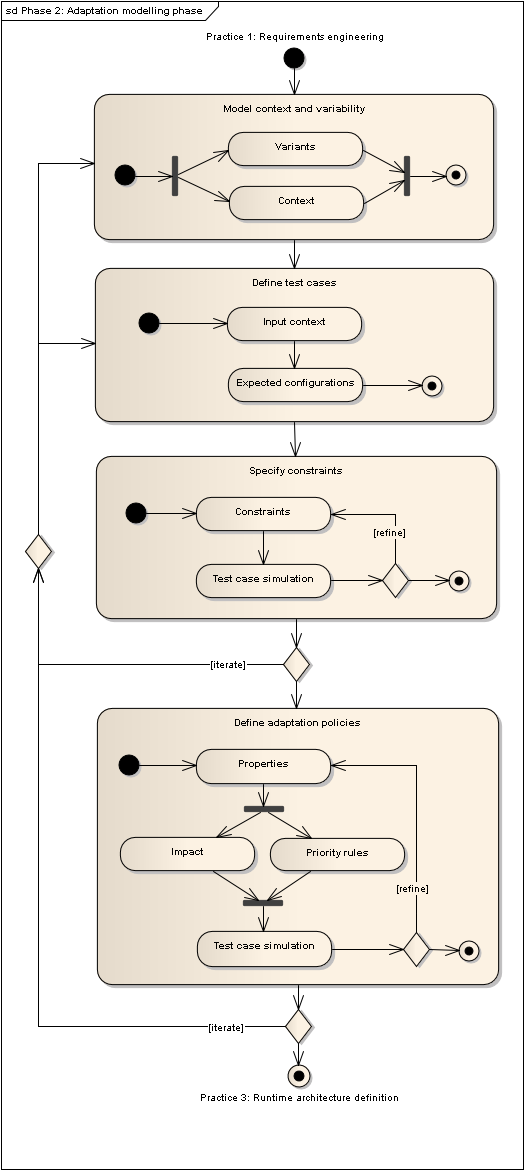 sd Phase 2: Adaptation modelling phase
Practice 1: Requirements engineering
Model context and variability
Variants
Context
Define test cases
Input context
Expected configurations
Specify constraints
Constraints
[refine]
Test case simulation
[iterate]
Define adaptation policies
Properties
Impact
Priority rules
[refine]
Test case simulation
[iterate]
Practice 3: Runtime architecture definition